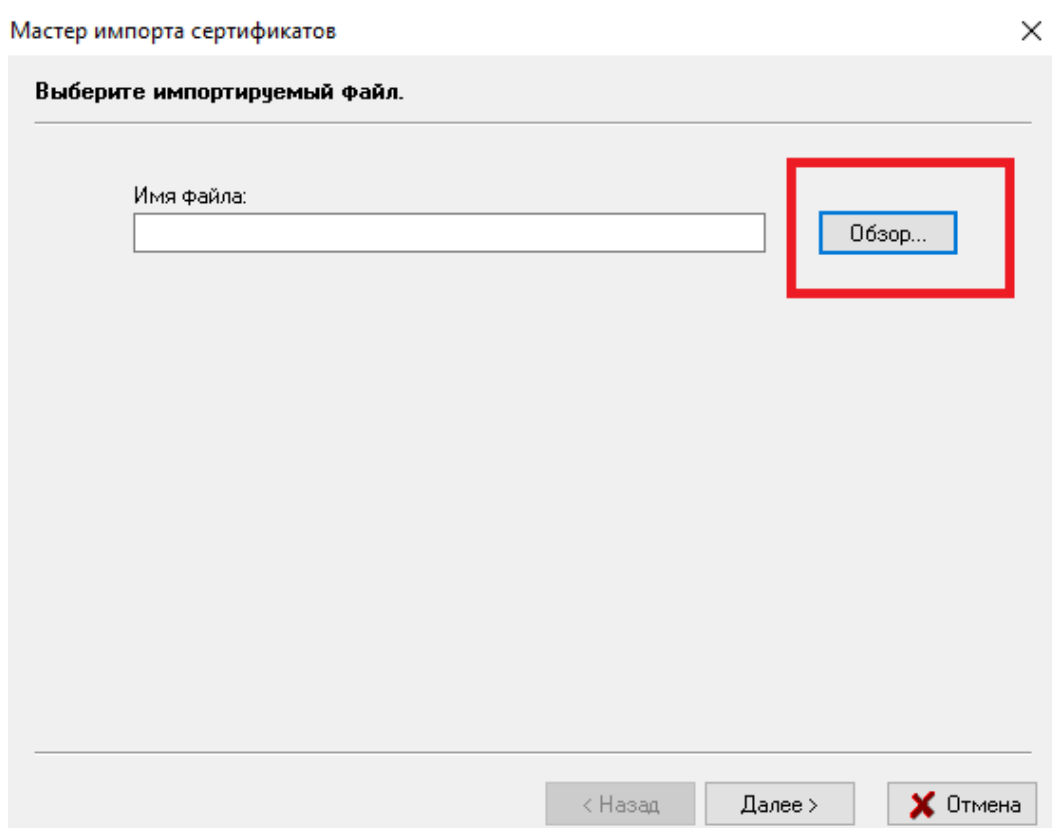 Мастер импорта сертификатов
Выберите импортируемый файл.
Имя файла:
Обзор...
< Назад
Далее >
Отмена